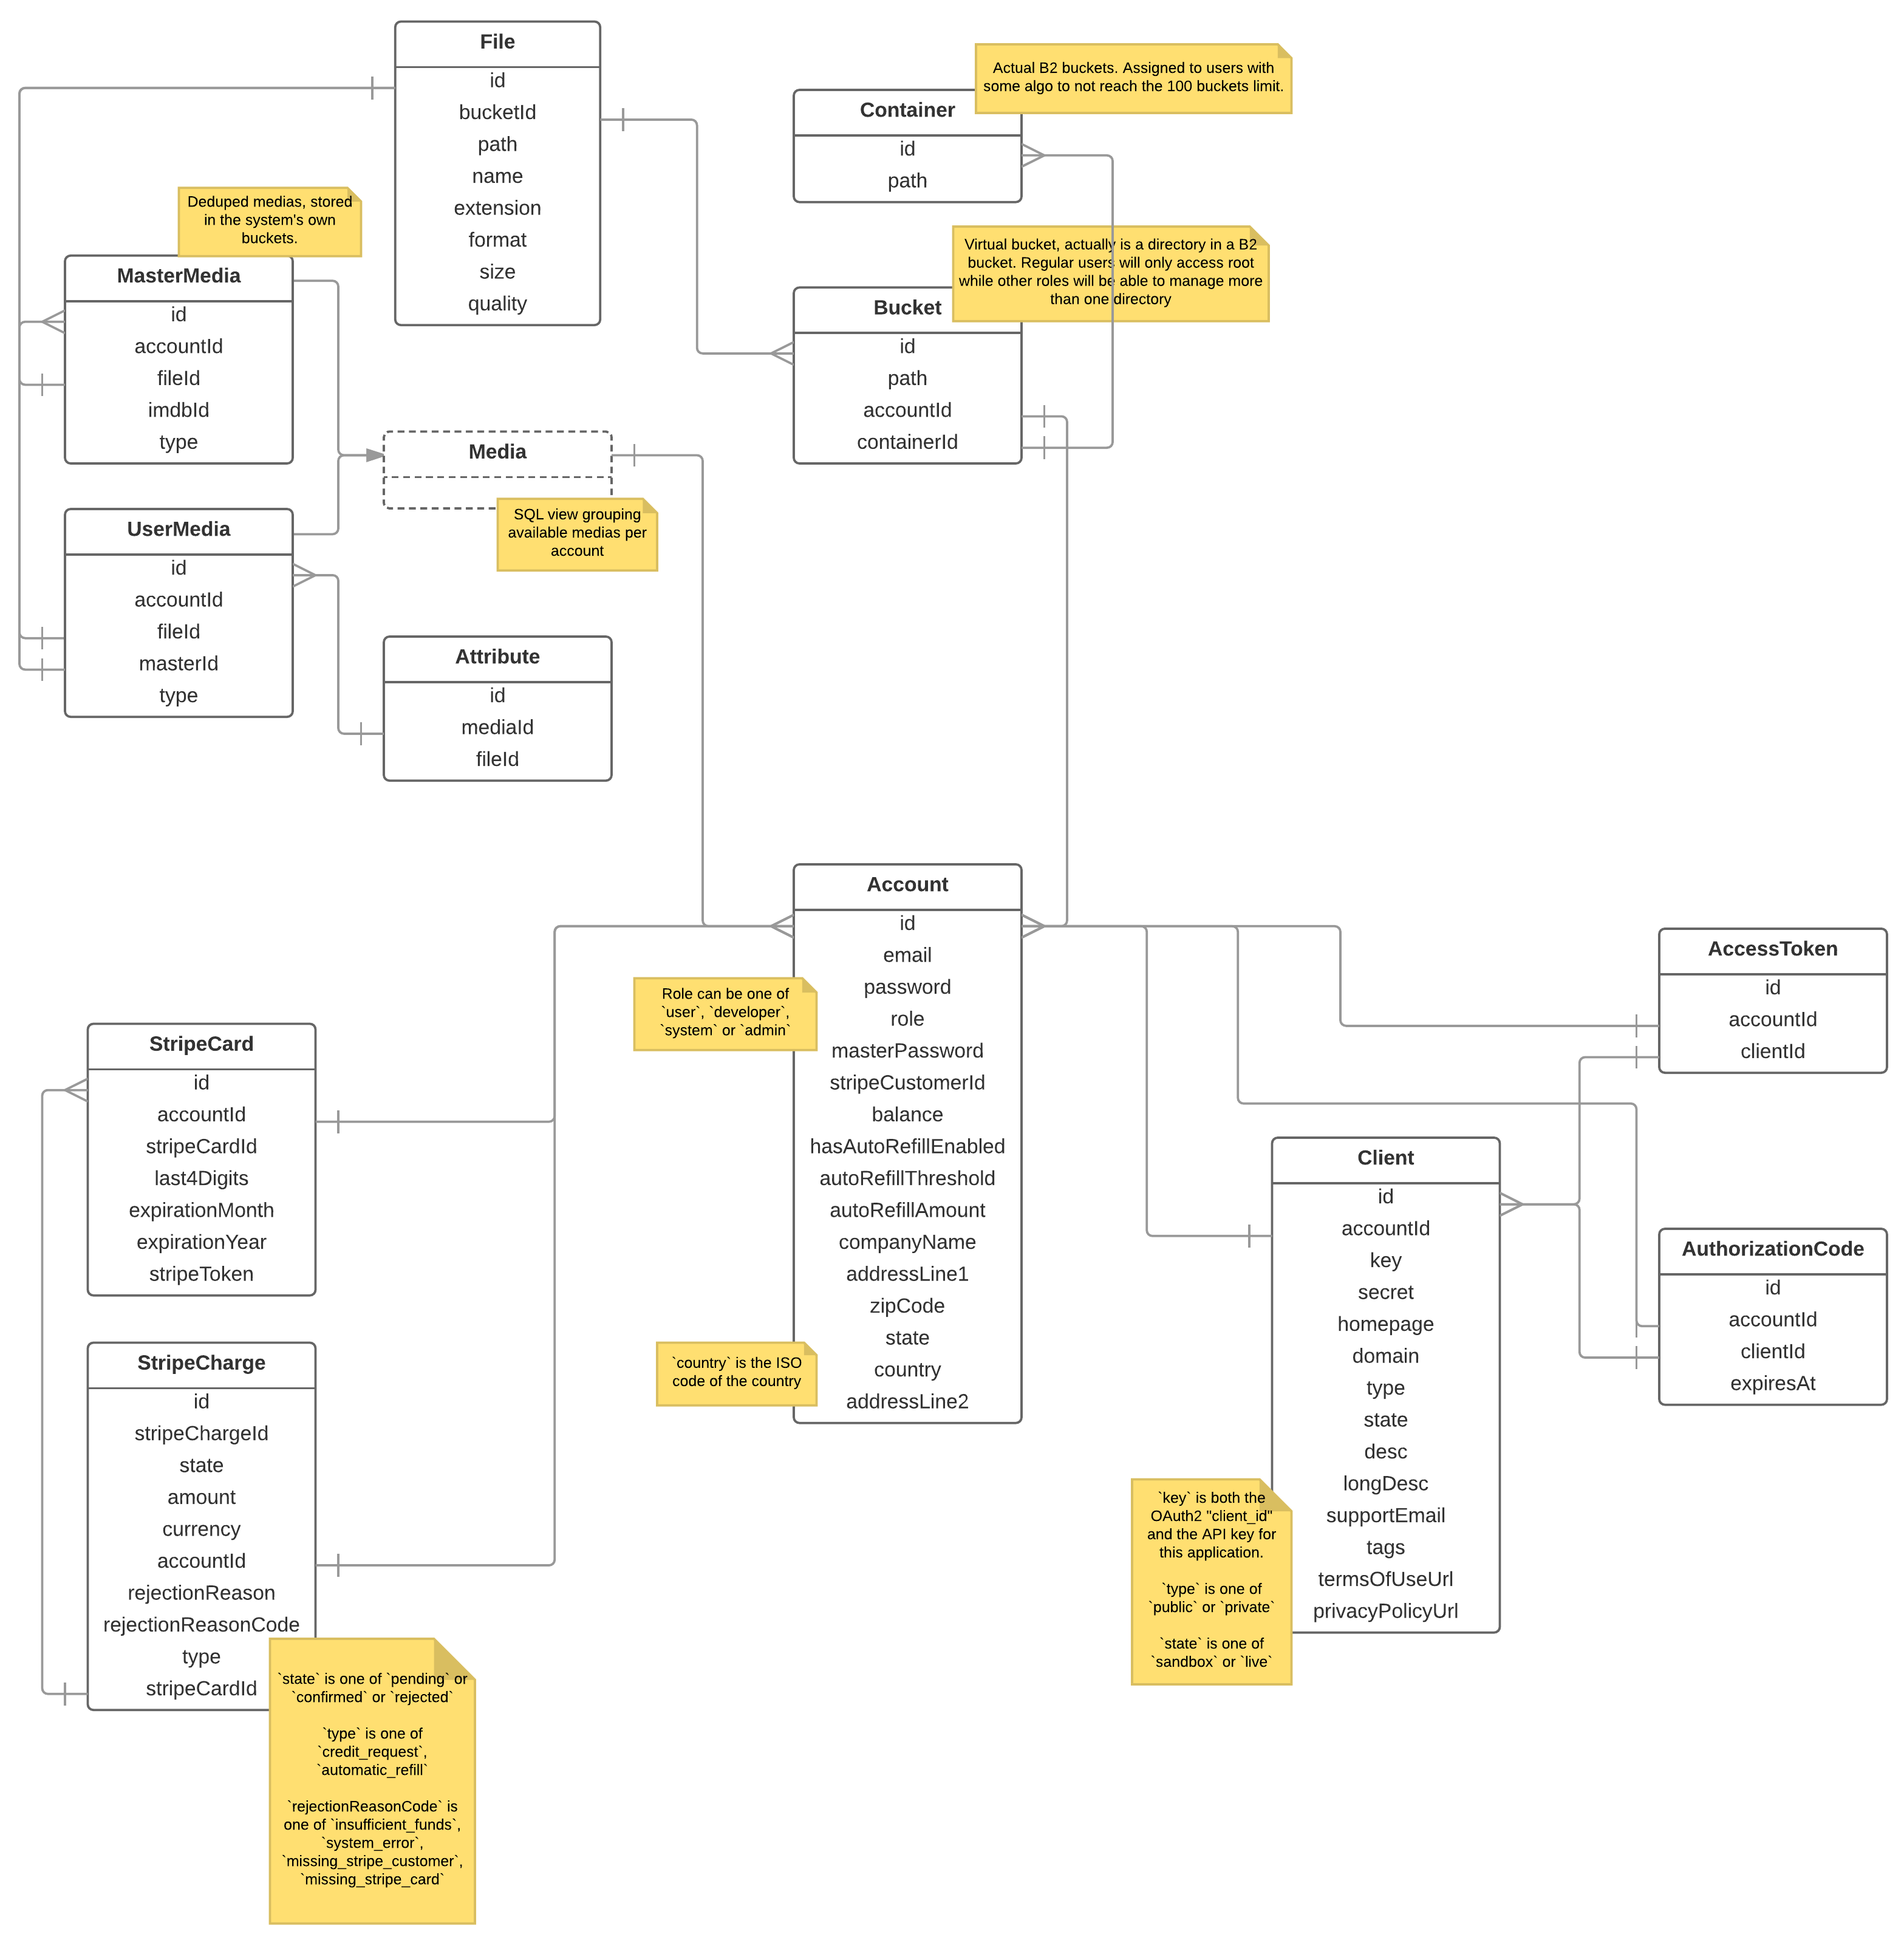 File
id
bucketId
path
name
extension
format
size
quality
Actual B2 buckets. Assigned to users with
some algo to not reach the 100 buckets limit.
Container
id
path
Deduped medias, stored
in the system's own
buckets.
Virtual bucket, actually is a directory in a B2
bucket. Regular users will only access root
while other roles will be able to manage more
than one directory
MasterMedia
id
accountId
fileId
imdbId
type
Bucket
id
path
accountId
containerId
Media
SQL view grouping
available medias per
account
UserMedia
id
accountId
fileId
masterId
type
Attribute
id
mediaId
fileId
Account
id
email
password
role
masterPassword
stripeCustomerId
balance
hasAutoRefillEnabled
autoRefillThreshold
autoRefillAmount
companyName
addressLine1
zipCode
state
country
addressLine2
Role can be one of
`user`, `developer`,
`system` or `admin`
`country` is the ISO
code of the country
AccessToken
id
accountId
clientId
StripeCard
id
accountId
stripeCardId
last4Digits
expirationMonth
expirationYear
stripeToken
Client
id
accountId
key
secret
homepage
domain
type
state
desc
longDesc
supportEmail
tags
termsOfUseUrl
privacyPolicyUrl
AuthorizationCode
id
accountId
clientId
expiresAt
StripeCharge
id
stripeChargeId
state
amount
currency
accountId
rejectionReason
rejectionReasonCode
type
stripeCardId
`key` is both the
OAuth2 "client_id"
and the API key for
this application.
`type` is one of
`public` or `private`
`state` is one of
`sandbox` or `live`
`state` is one of `pending` or
`confirmed` or `rejected`
`type` is one of
`credit_request`,
`automatic_refill`
`rejectionReasonCode` is
one of `insufficient_funds`,
`system_error`,
`missing_stripe_customer`,
`missing_stripe_card`